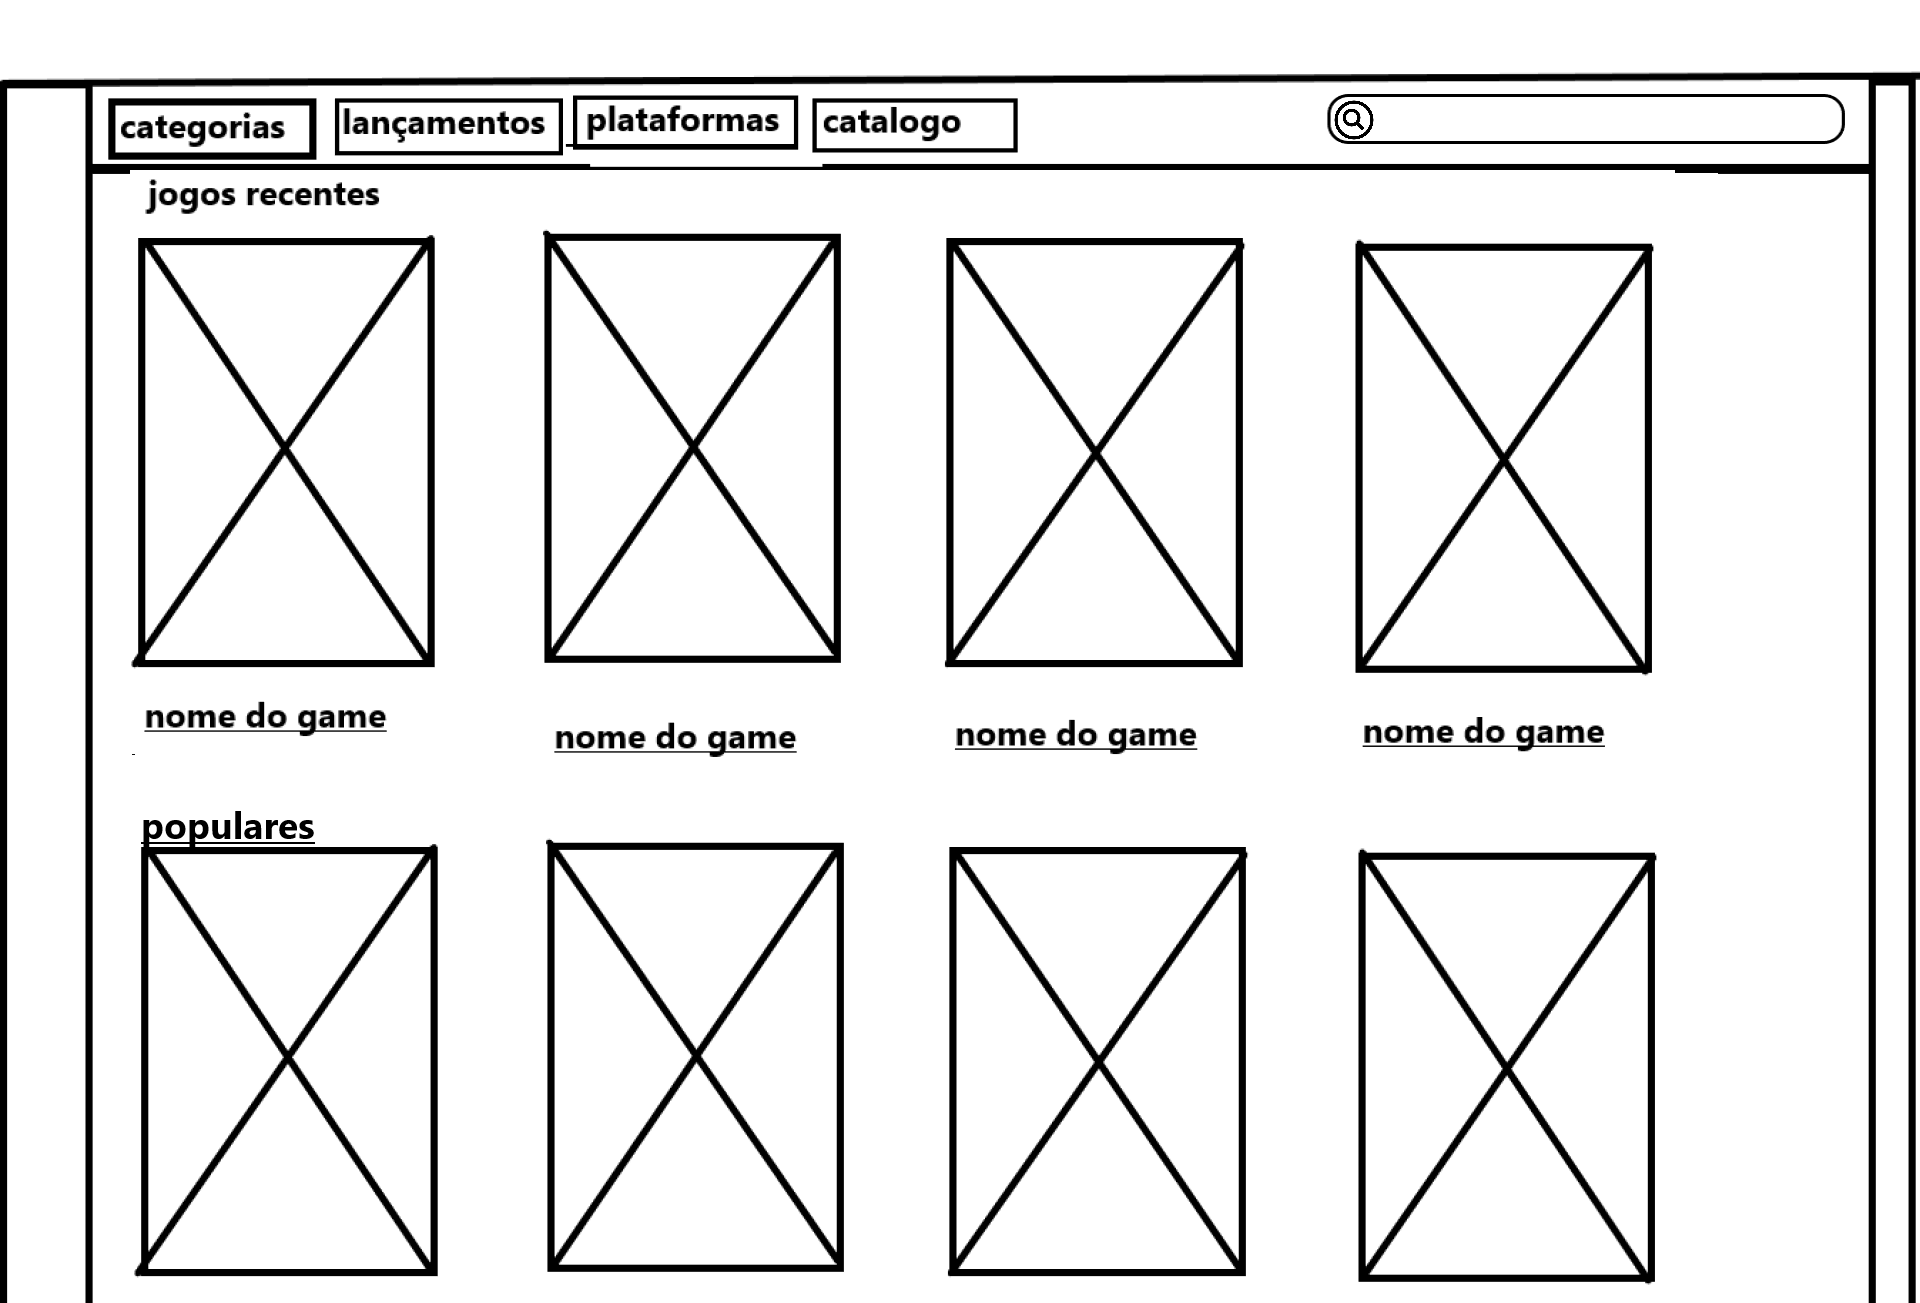 categorias lançamentos plataformas catalogo
jogos recentes
nome do game nome do game nome do game nome do game
populares